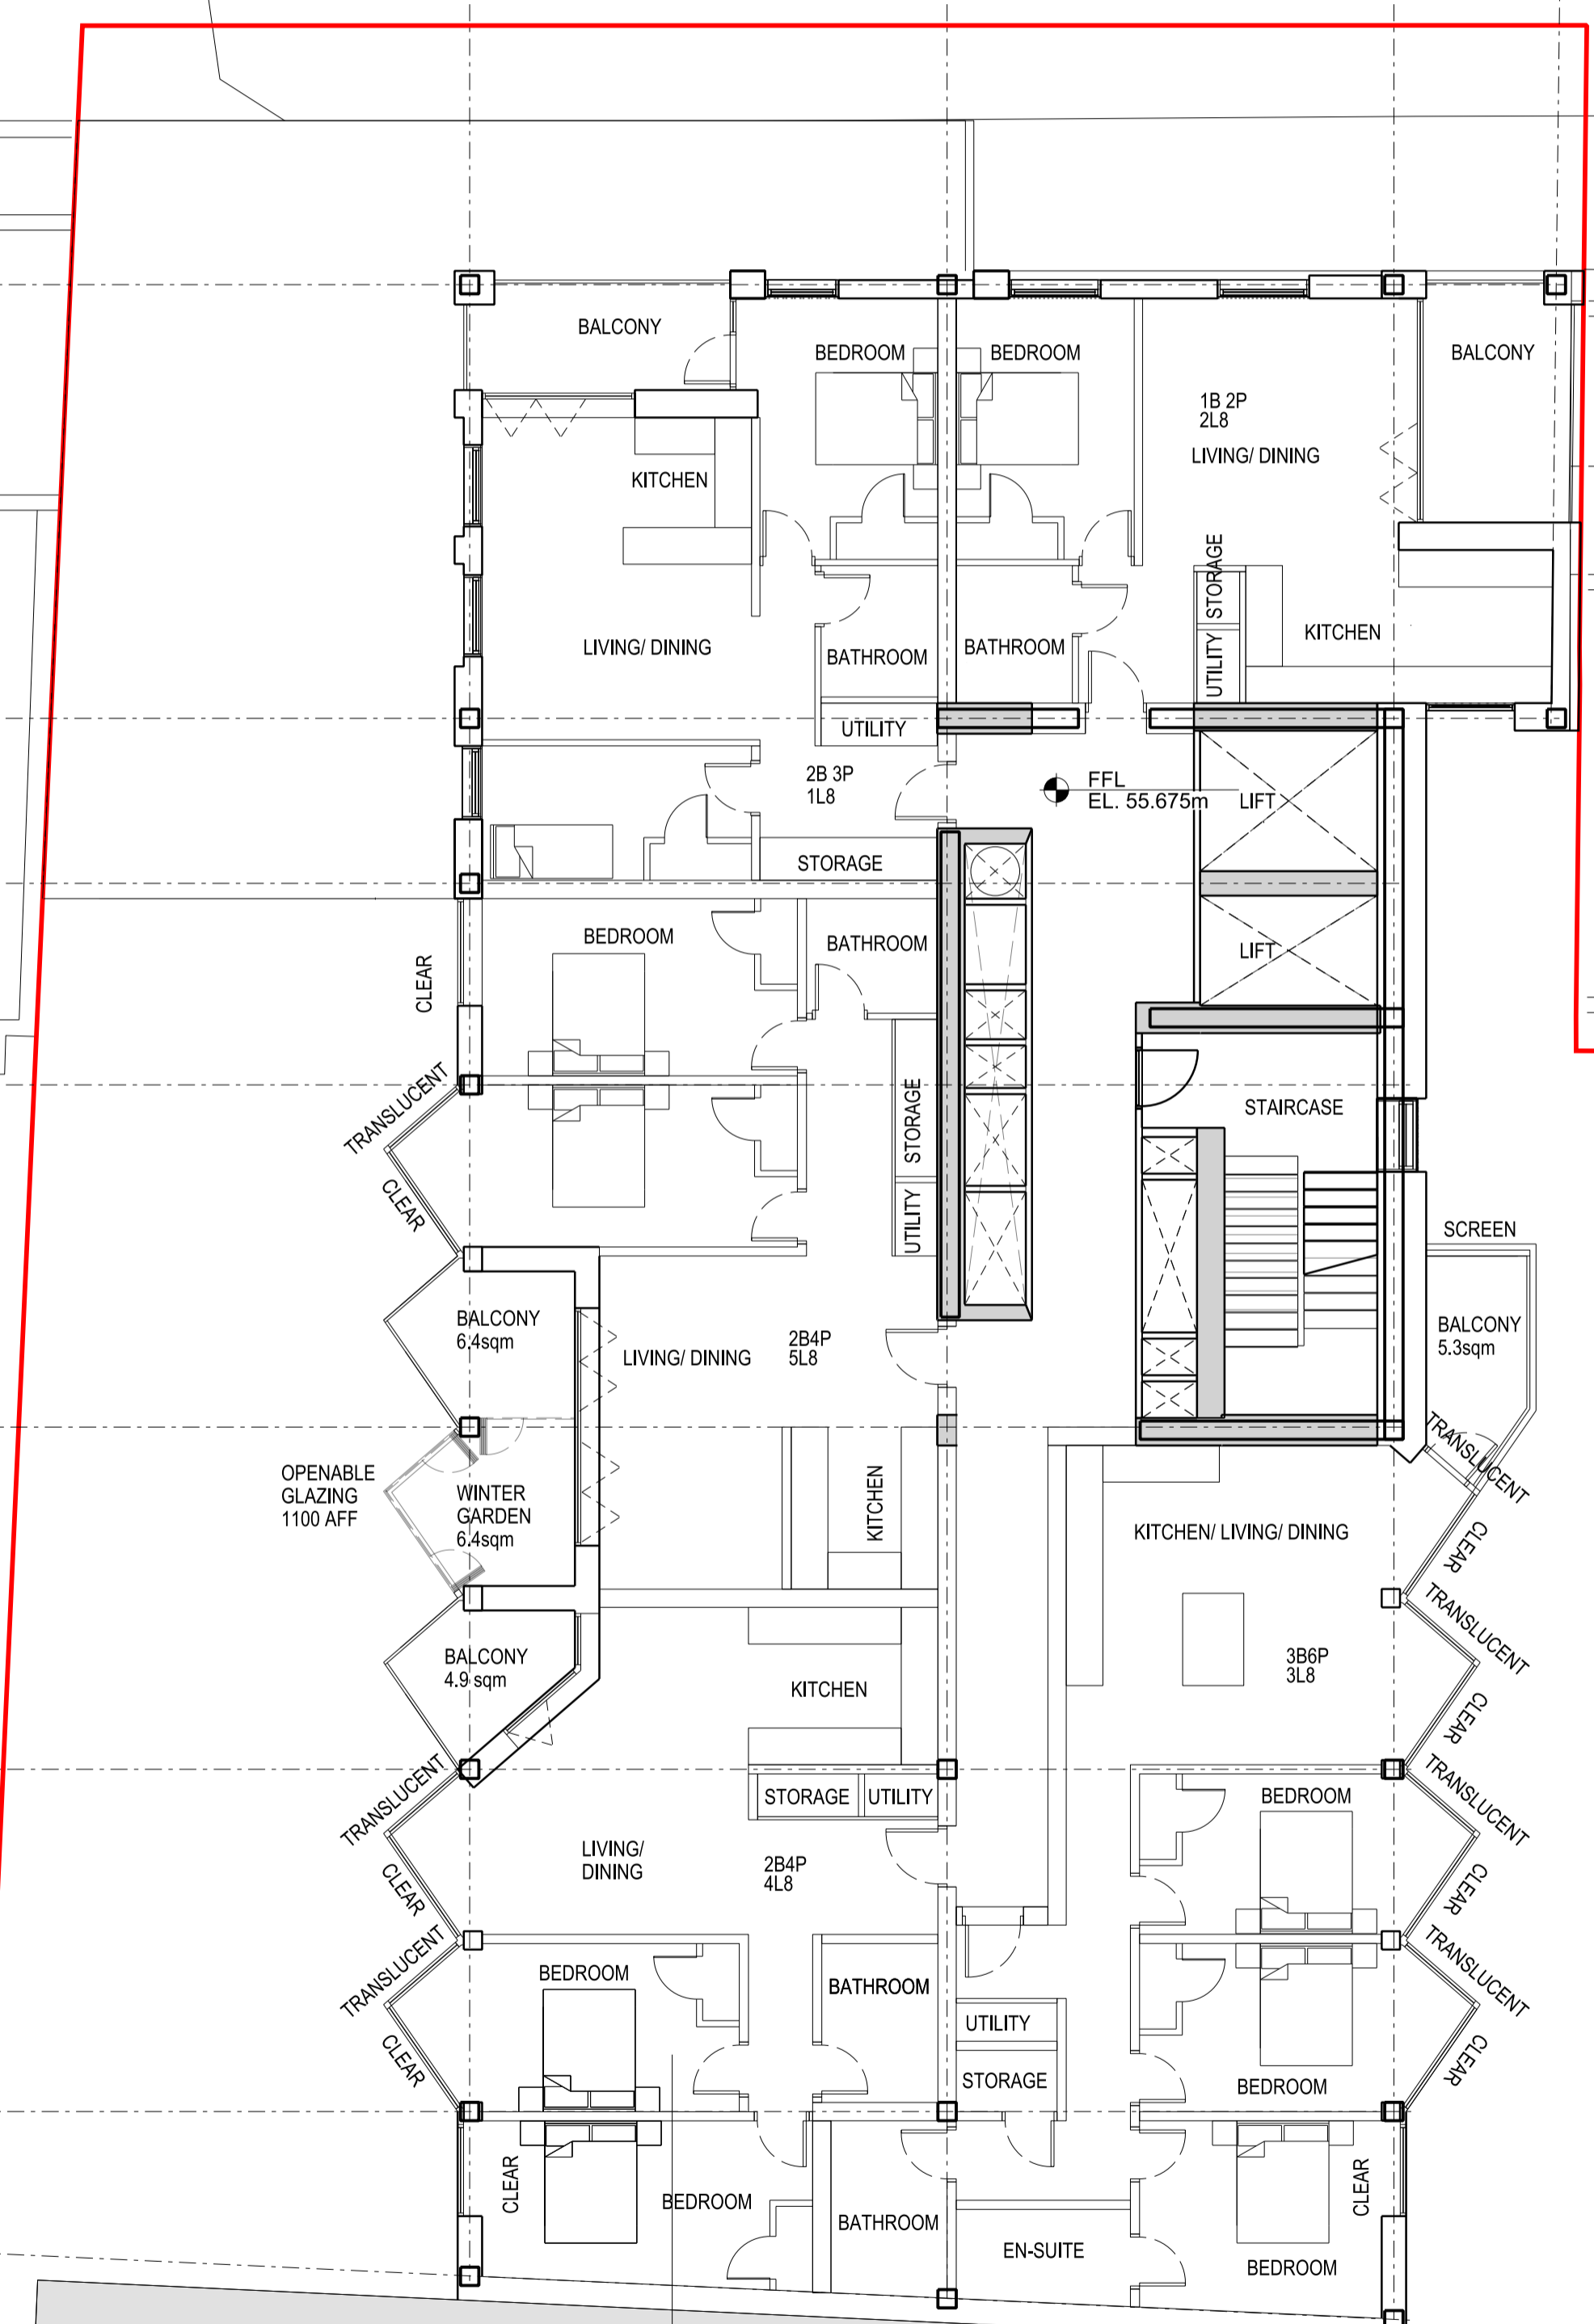 BALCONY
BEDROOM
BEDROOM
BALCONY
1B 2P
2L8
LIVING/ DINING
KITCHEN
STORAGE
UTILITY
KITCHEN
LIVING/ DINING
BATHROOM
BATHROOM
UTILITY
2B 3P
1L8
FFL
EL. 55.675m
LIFT
STORAGE
BEDROOM
BATHROOM
LIFT
CLEAR
TRANSLUCENT
CLEAR
STORAGE
UTILITY
STAIRCASE
SCREEN
BALCONY
6.4sqm
LIVING/ DINING
2B4P
5L8
BALCONY
5.3sqm
TRANSLUCENT
OPENABLE
GLAZING
1100 AFF
WINTER
GARDEN
6.4sqm
KITCHEN
KITCHEN/ LIVING/ DINING
CLEAR
TRANSLUCENT
BALCONY
4.9 sqm
KITCHEN
3B6P
3L8
CLEAR
TRANSLUCENT
TRANSLUCENT
STORAGE
UTILITY
BEDROOM
LIVING/
DINING
2B4P
4L8
CLEAR
CLEAR
TRANSLUCENT
TRANSLUCENT
BEDROOM
BATHROOM
UTILITY
CLEAR
CLEAR
STORAGE
BEDROOM
CLEAR
BEDROOM
BATHROOM
EN-SUITE
CLEAR
BEDROOM